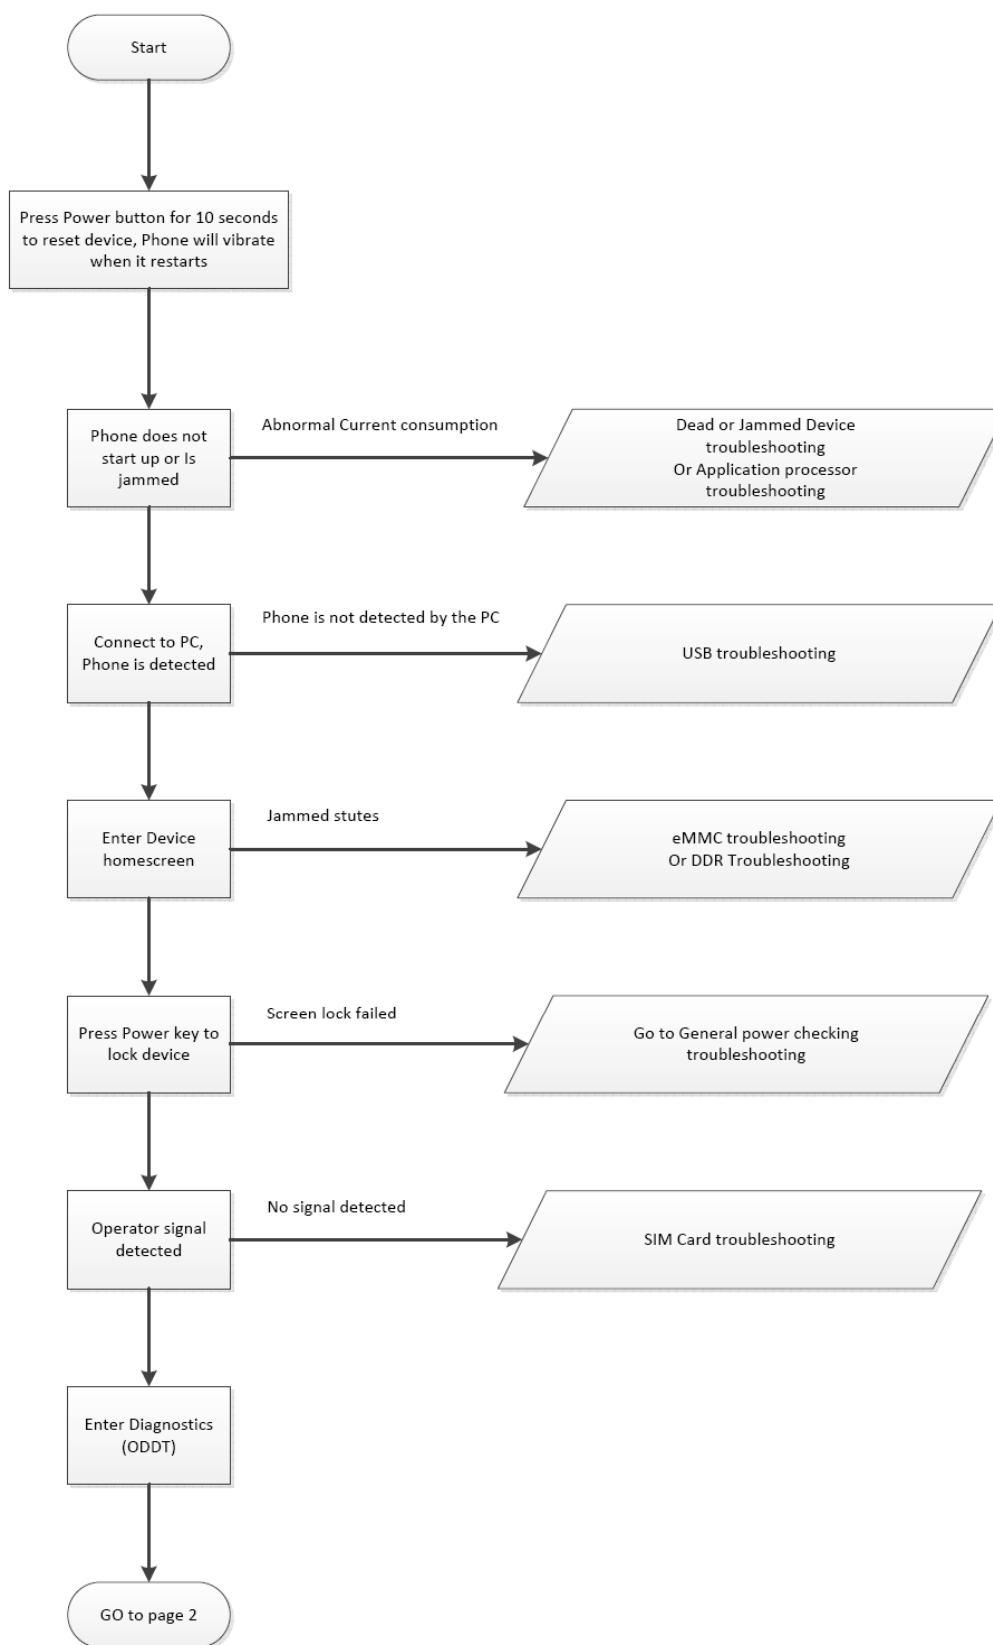 Start
Press Power button for 10 seconds
to reset device, Phone will vibrate
when it restarts
Phone does not
start up or Is
jammed
Abnormal Current consumption
Dead or Jammed Device
troubleshooting
Or Application processor
troubleshooting
Connect to PC,
Phone is detected
Phone is not detected by the PC
USB troubleshooting
Enter Device
homescreen
Jammed stutes
eMMC troubleshooting
Or DDR Troubleshooting
Press Power key to
lock device
Screen lock failed
Go to General power checking
troubleshooting
Operator signal
detected
No signal detected
SIM Card troubleshooting
Enter Diagnostics
(ODDT)
GO to page 2